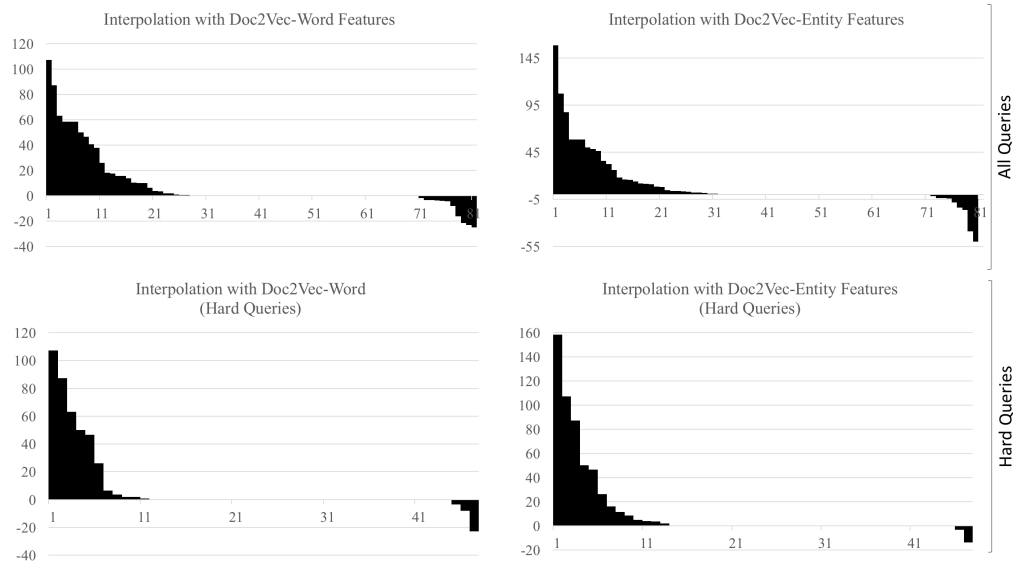 Interpolation with Doc2Vec-Word Features
120
100
80
60
40
20
0
-20
-40
1 11 21 31 41 51 61 71 81
Interpolation with Doc2Vec-Entity Features
145
95
45
-5
-55
1 11 21 31 41 51 61 71 81
All Queries
Interpolation with Doc2Vec-Word
(Hard Queries)
120
100
80
60
40
20
0
-20
-40
1 11 21 31 41
Interpolation with Doc2Vec-Entity Features
(Hard Queries)
160
140
120
100
80
60
40
20
0
-20
1 11 21 31 41
Hard Queries